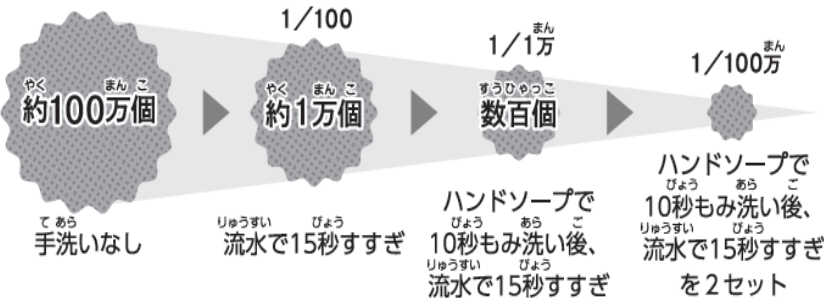 約100万個
手洗いなし
1/100
約1万個
流水で15秒すすぎ
1/1万
数百個
ハンドソープで
10秒もみ洗い後、
流水で15秒すすぎ
1/100万
ハンドソープで
10秒もみ洗い後、
流水で15秒すすぎ
を2セット